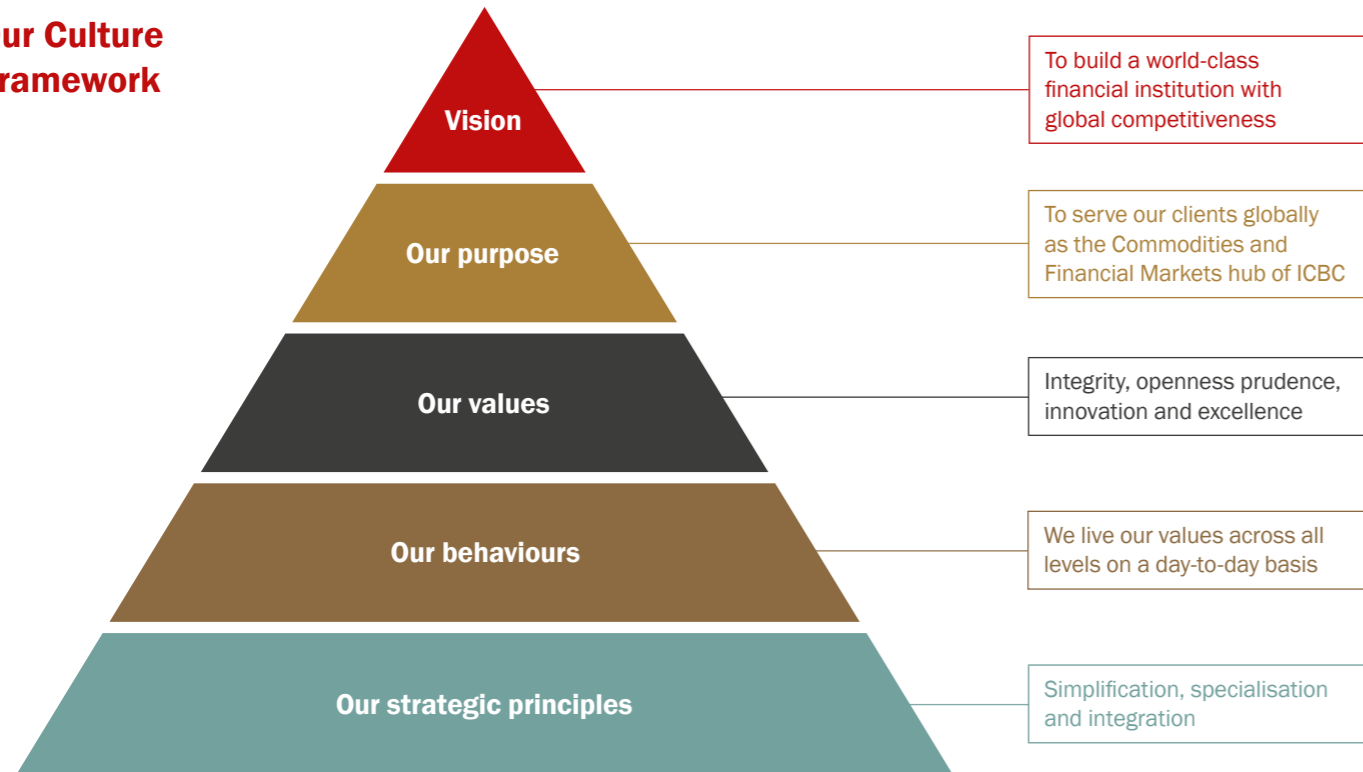 ur Culture
ramework
Vision
To build a world-class
financial institution with
global competitiveness
Our purpose
To serve our clients globally
as the Commodities and
Financial Markets hub of ICBC
Our values
Integrity, openness prudence,
innovation and excellence
Our behaviours
We live our values across all
levels on a day-to-day basis
Our strategic principles
Simplification, specialisation
and integration